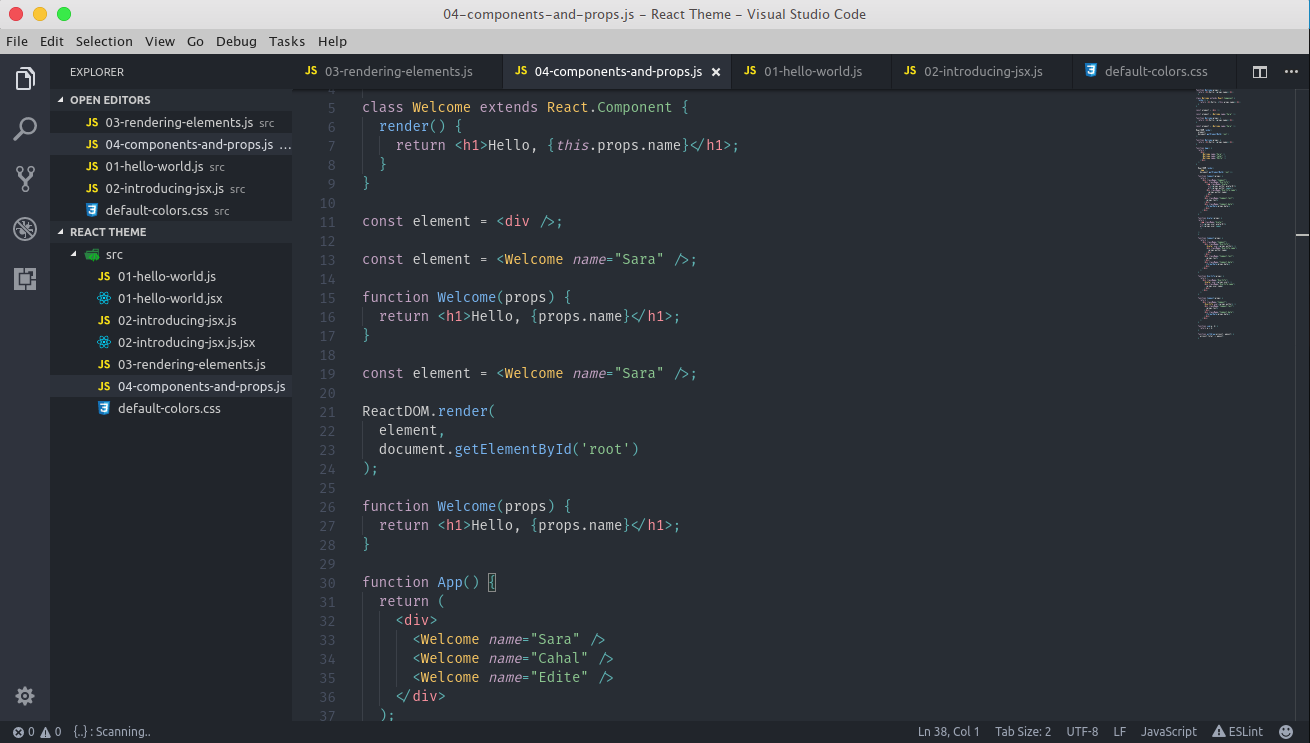 04-components-and-props.js - React Theme - Visual Studio Code
File Edit Selection View Go Debug Tasks Help
EXPLORER
OPEN EDITORS
JS 03-rendering-elements.js src
JS 04-components-and-props.js ...
JS 01-hello-world.js src
JS 02-introducing-jsx.js src
default-colors.css src
REACT THEME
src
JS 01-hello-world.js
01-hello-world.jsx
JS 02-introducing-jsx.js
02-introducing-jsx.js.jsx
JS 03-rendering-elements.js
JS 04-components-and-props.js
default-colors.css
JS 03-rendering-elements.js JS 04-components-and-props.js × JS 01-hello-world.js JS 02-introducing-jsx.js default-colors.css ...
4
5 class Welcome extends React.Component {
6   render() {
7     return <h1>Hello, {this.props.name}</h1>;
8   }
9 }
10
11 const element = <div />;
12
13 const element = <Welcome name="Sara" />;
14
15 function Welcome(props) {
16   return <h1>Hello, {props.name}</h1>;
17 }
18
19 const element = <Welcome name="Sara" />;
20
21 ReactDOM.render(
22   element,
23   document.getElementById('root')
24 );
25
26 function Welcome(props) {
27   return <h1>Hello, {props.name}</h1>;
28 }
29
30 function App() {
31   return (
32     <div>
33       <Welcome name="Sara" />
34       <Welcome name="Cahal" />
35       <Welcome name="Edite" />
36     </div>
37   );
0 0 {..} : Scanning.. Ln 38, Col 1 Tab Size: 2 UTF-8 LF JavaScript ESLint